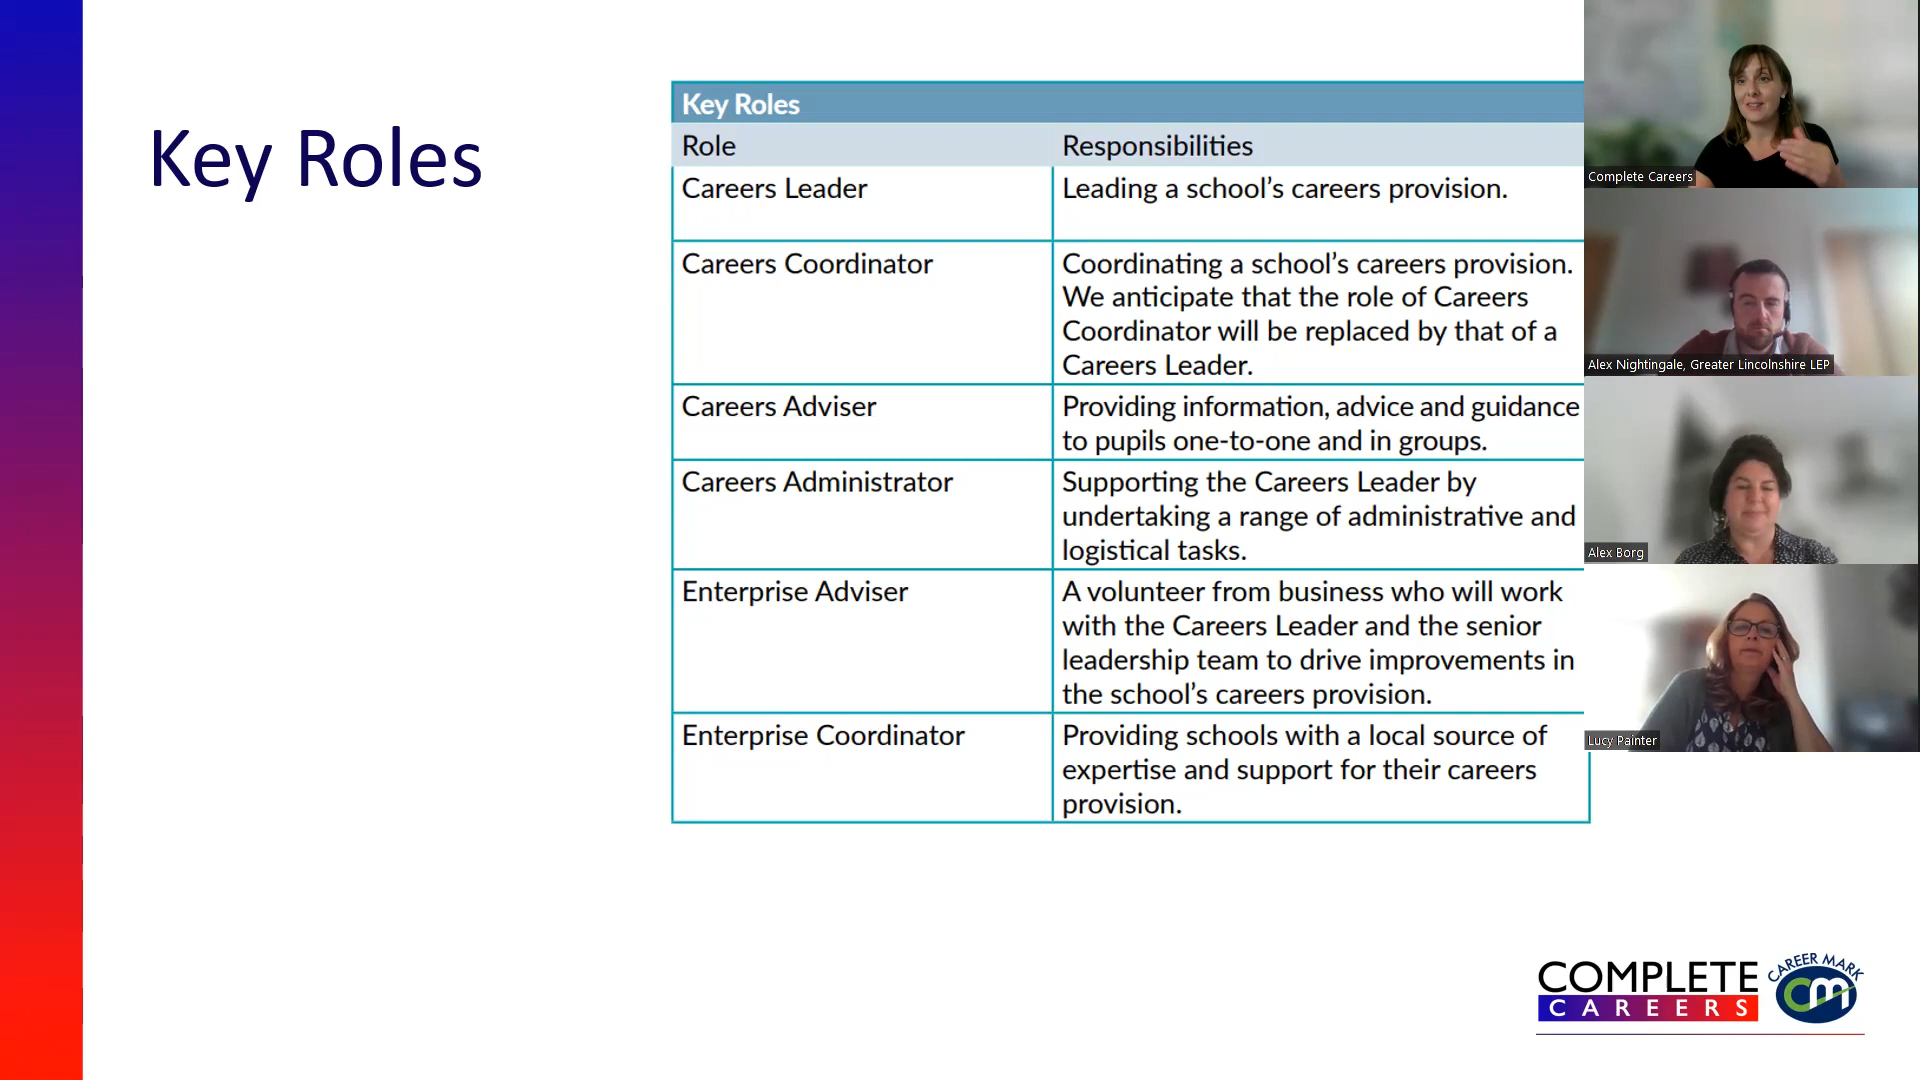 Key Roles
Key Roles
Role Responsibilities
Careers Leader Leading a school’s careers provision.
Careers Coordinator Coordinating a school’s careers provision.
We anticipate that the role of Careers
Coordinator will be replaced by that of a
Careers Leader.
Careers Adviser Providing information, advice and guidance
to pupils one-to-one and in groups.
Careers Administrator Supporting the Careers Leader by
undertaking a range of administrative and
logistical tasks.
Enterprise Adviser A volunteer from business who will work
with the Careers Leader and the senior
leadership team to drive improvements in
the school’s careers provision.
Enterprise Coordinator Providing schools with a local source of
expertise and support for their careers
provision.
Complete Careers
Alex Nightingale, Greater Lincolnshire LEP
Alex Borg
Lucy Painter
COMPLETE
CAREERS
CAREER MARK
cm